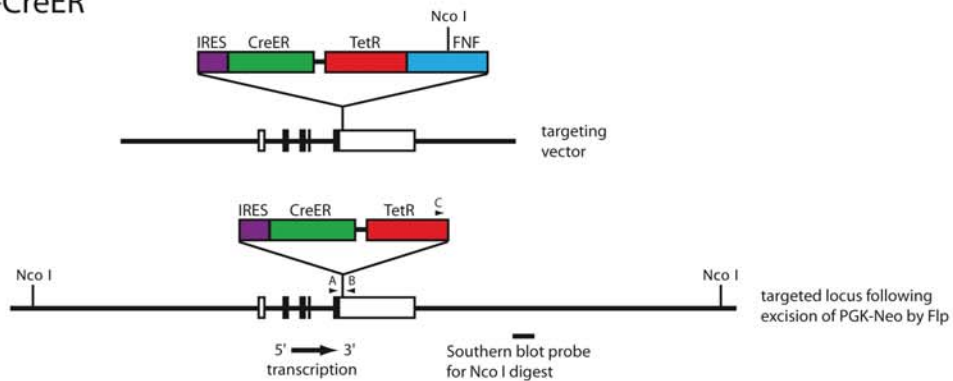 -CreER
Nco I
IRES CreER TetR FNF
targeting
vector
C
IRES CreER TetR
Nco I A B Nco I
targeted locus following
excision of PGK-Neo by Flp
5' 3'
transcription
Southern blot probe
for Nco I digest